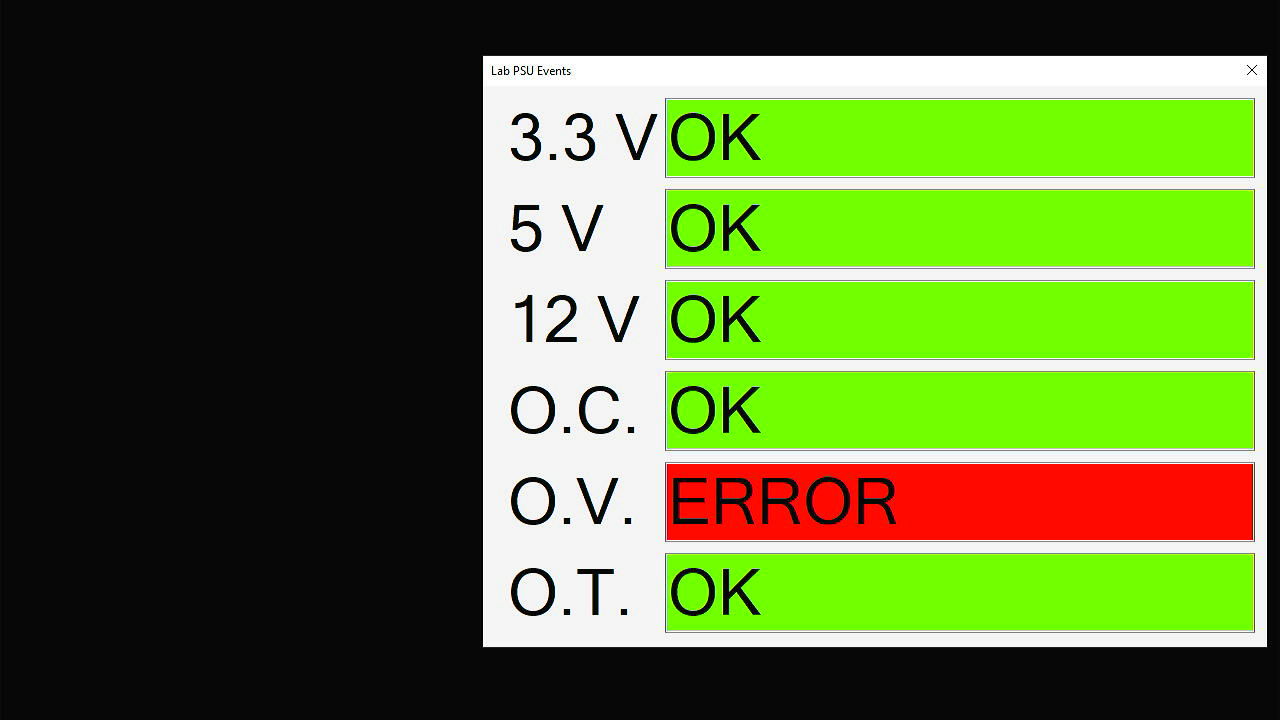 Lab PSU Events
3.3 V OK
5 V OK
12 V OK
O.C. OK
O.V. ERROR
O.T. OK